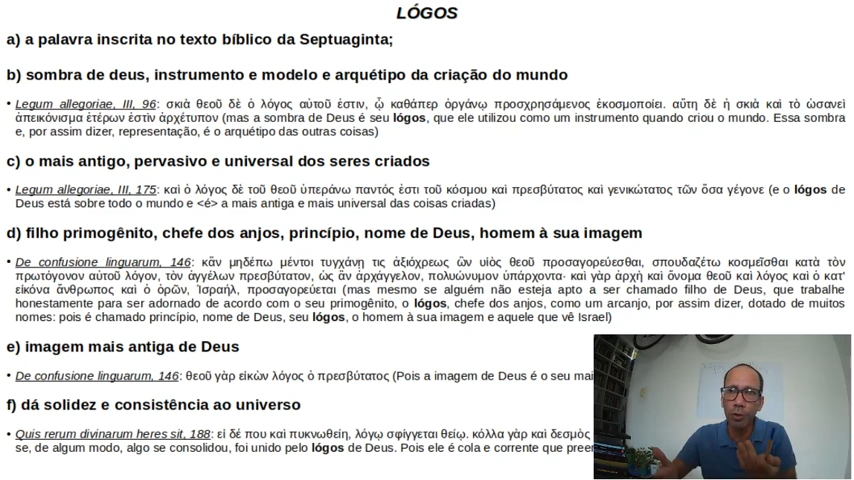 LÓGOS
a) a palavra inscrita no texto bíblico da Septuaginta;
b) sombra de deus, instrumento e modelo e arquétipo da criação do mundo
• Legum allegoriae, III, 96: σκιὰ θεοῦ δὲ ὁ λόγος αὐτοῦ ἐστιν, ᾧ καθάπερ ὀργάνῳ προσχρησάμενος ἐκοσμοποίει. αὕτη δὲ ἡ σκιὰ καὶ τὸ ὡσανεὶ
ἀπεικόνισμα ἑτέρων ἐστὶν ἀρχέτυπον (mas a sombra de Deus é seu lógos, que ele utilizou como um instrumento quando criou o mundo. Essa sombra
e, por assim dizer, representação, é o arquétipo das outras coisas)
c) o mais antigo, pervasivo e universal dos seres criados
• Legum allegoriae, III, 175: καὶ ὁ λόγος δὲ τοῦ θεοῦ ὑπεράνω παντός ἐστι τοῦ κόσμου καὶ πρεσβύτατος καὶ γενικώτατος τῶν ὅσα γέγονε (e o lógos de
Deus está sobre todo o mundo e <é> a mais antiga e mais universal das coisas criadas)
d) filho primogênito, chefe dos anjos, princípio, nome de Deus, homem à sua imagem
• De confusione linguarum, 146: κἂν μηδέπω μέντοι τυγχάνῃ τις ἀξιόχρεως ὢν υἱὸς θεοῦ προσαγορεύεσθαι, σπουδαζέτω κοσμεῖσθαι κατὰ τὸν
πρωτόγονον αὐτοῦ λόγον, τὸν ἀγγέλων πρεσβύτατον, ὡς ἂν ἀρχάγγελον, πολυώνυμον ὑπάρχοντα· καὶ γὰρ ἀρχὴ καὶ ὄνομα θεοῦ καὶ λόγος καὶ ὁ κατ'
εἰκόνα ἄνθρωπος καὶ ὁ ὁρῶν, Ἰσραήλ, προσαγορεύεται (mas mesmo se alguém não esteja apto a ser chamado filho de Deus, que trabalhe
honestamente para ser adornado de acordo com o seu primogênito, o lógos, chefe dos anjos, como um arcanjo, por assim dizer, dotado de muitos
nomes: pois é chamado princípio, nome de Deus, seu lógos, o homem à sua imagem e aquele que vê Israel)
e) imagem mais antiga de Deus
• De confusione linguarum, 146: θεοῦ γὰρ εἰκὼν λόγος ὁ πρεσβύτατος (Pois a imagem de Deus é o seu mai
f) dá solidez e consistência ao universo
• Quis rerum divinarum heres sit, 188: εἰ δέ που καὶ πυκνωθείη, λόγῳ σφίγγεται θείῳ. κόλλα γὰρ καὶ δεσμὸς
se, de algum modo, algo se consolidou, foi unido pelo lógos de Deus. Pois ele é cola e corrente que preen